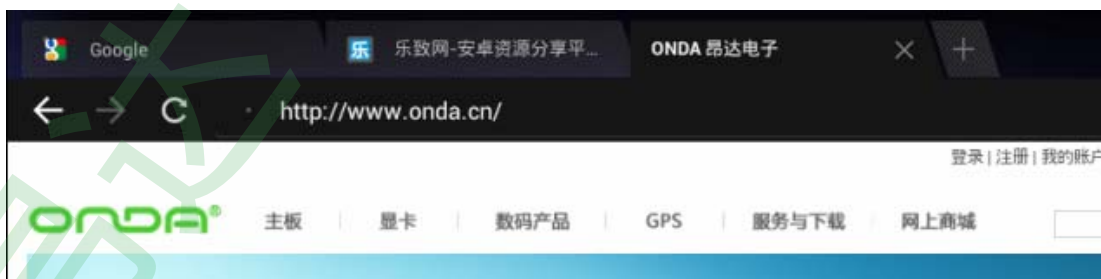 Google 乐 乐致网-安卓资源分享平... ONDA 昂达电子
http://www.onda.cn/
登录 | 注册 | 我的账户
ONDA® 主板 显卡 数码产品 GPS 服务与下载 网上商城